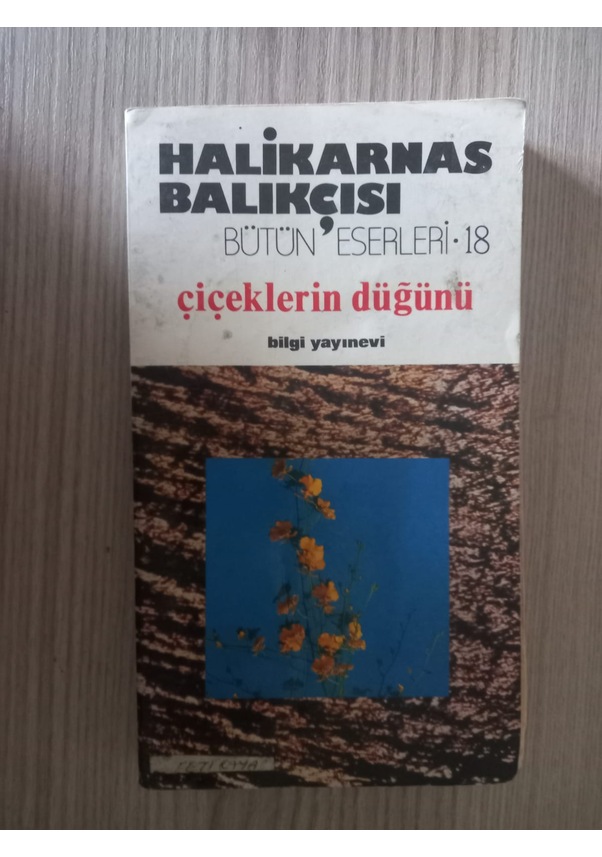 HALİKARNAS
BALIKÇISI
BÜTÜN ESERLERİ · 18
çiçeklerin düğünü
bilgi yayınevi